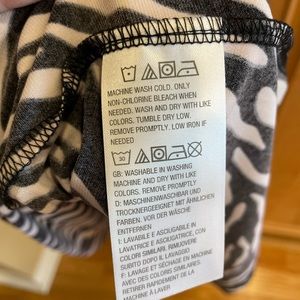 MACHINE WASH COLD. ONLY
NON-CHLORINE BLEACH WHEN
NEEDED. WASH AND DRY WITH LIKE
COLORS. TUMBLE DRY LOW.
REMOVE PROMPTLY. LOW IRON IF
NEEDED
30
GB: WASHABLE IN WASHING
MACHINE AND DRY WITH LIKE
COLORS. REMOVE PROMPTLY
D: MASCHINENWASCHBAR UND
TROCKNERGEEIGNET MIT ÄHNLICHEN
FARBEN: VOR DER WÄSCHE
ENTFERNEN
I: LAVABILE E ASCIUGABILE IN
LAVATRICE E ASCIUGATRICE, CON
COLORI SIMILARI, RIMUOVERE
SUBITO DOPO IL LAVAGGIO
F: LAVAGE ET SÉCHAGE EN MACHINE
AVEC DES COLORIS SIMILAIRES.
RETIRER RAPIDEMENT DE LA
MACHINE À LAVER